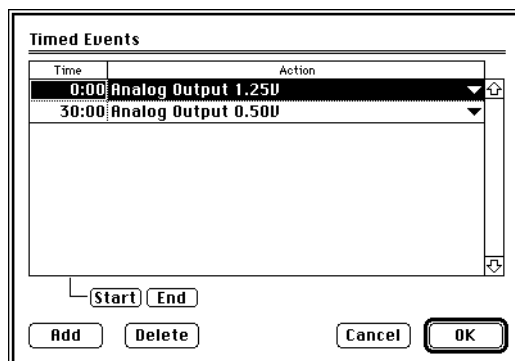 Timed Events
Time Action
0:00 Analog Output 1.25V
30:00 Analog Output 0.50V
Start End
Add Delete Cancel OK